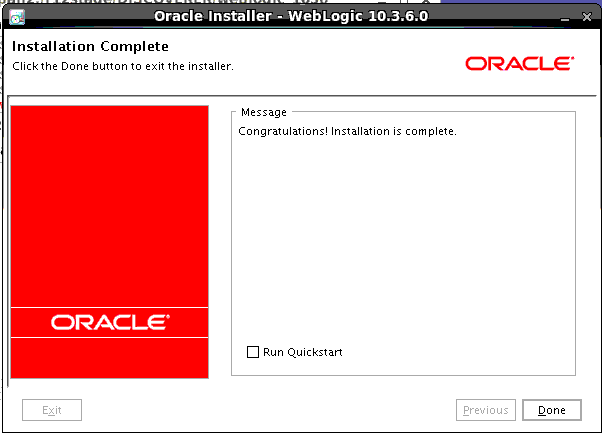 Oracle Installer - WebLogic 10.3.6.0
Installation Complete
Click the Done button to exit the installer.
ORACLE®
Message
Congratulations! Installation is complete.
ORACLE®
Run Quickstart
Exit
Previous
Done